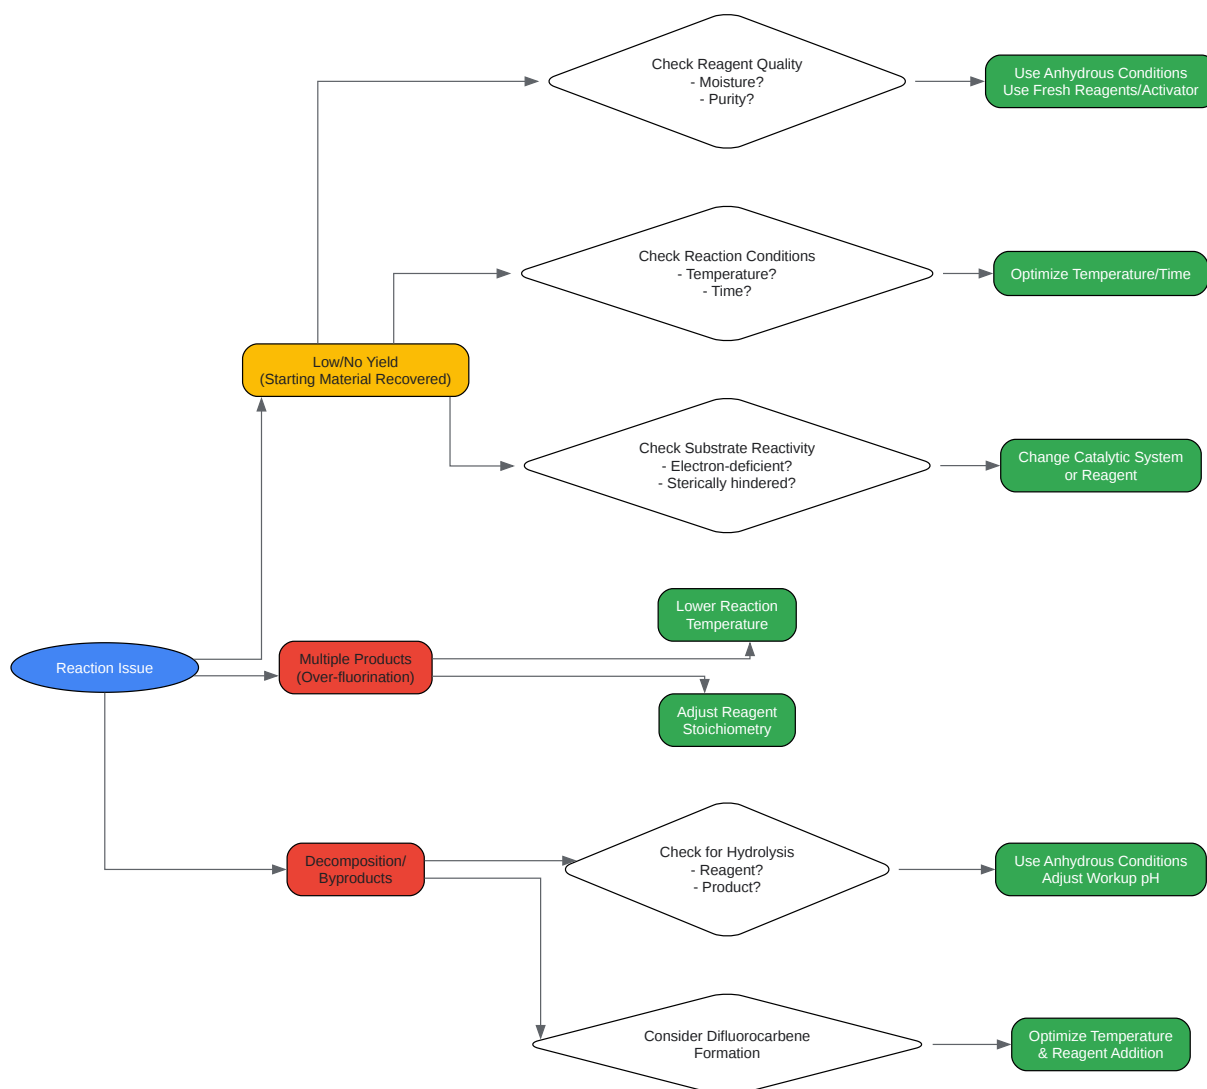 Check Reagent Quality
- Moisture?
- Purity?
Use Anhydrous Conditions
Use Fresh Reagents/Activator
Check Reaction Conditions
- Temperature?
- Time?
Optimize Temperature/Time
Low/No Yield
(Starting Material Recovered)
Check Substrate Reactivity
- Electron-deficient?
- Sterically hindered?
Change Catalytic System
or Reagent
Lower Reaction
Temperature
Reaction Issue
Multiple Products
(Over-fluorination)
Adjust Reagent
Stoichiometry
Decomposition/
Byproducts
Check for Hydrolysis
- Reagent?
- Product?
Use Anhydrous Conditions
Adjust Workup pH
Consider Difluorocarbene
Formation
Optimize Temperature
& Reagent Addition